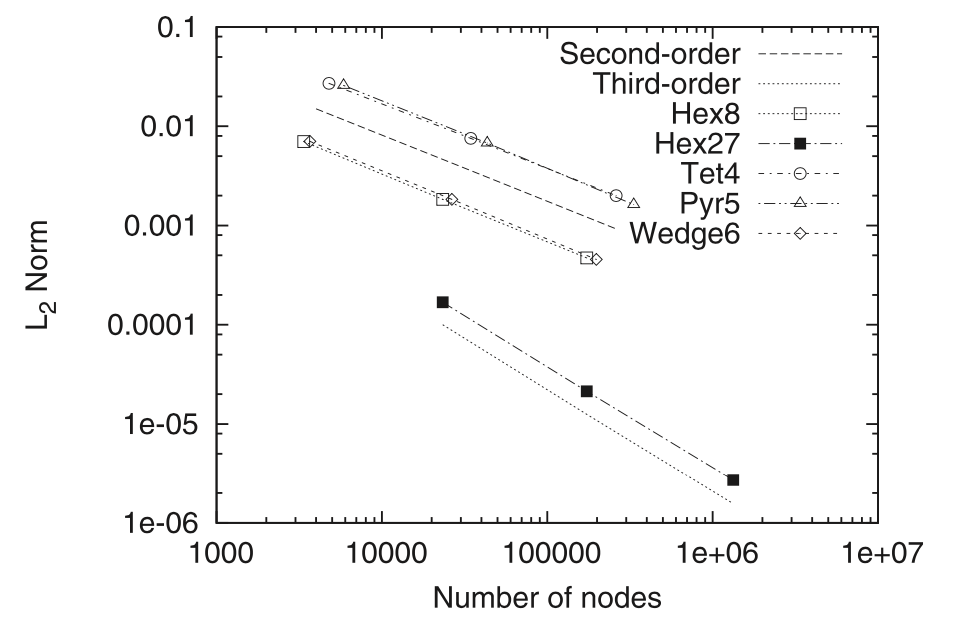 0.1
0.01
0.001
0.0001
1e-05
1e-06
L2 Norm
Second-order
Third-order
Hex8
Hex27
Tet4
Pyr5
Wedge6
1000 10000 100000 1e+06 1e+07
Number of nodes